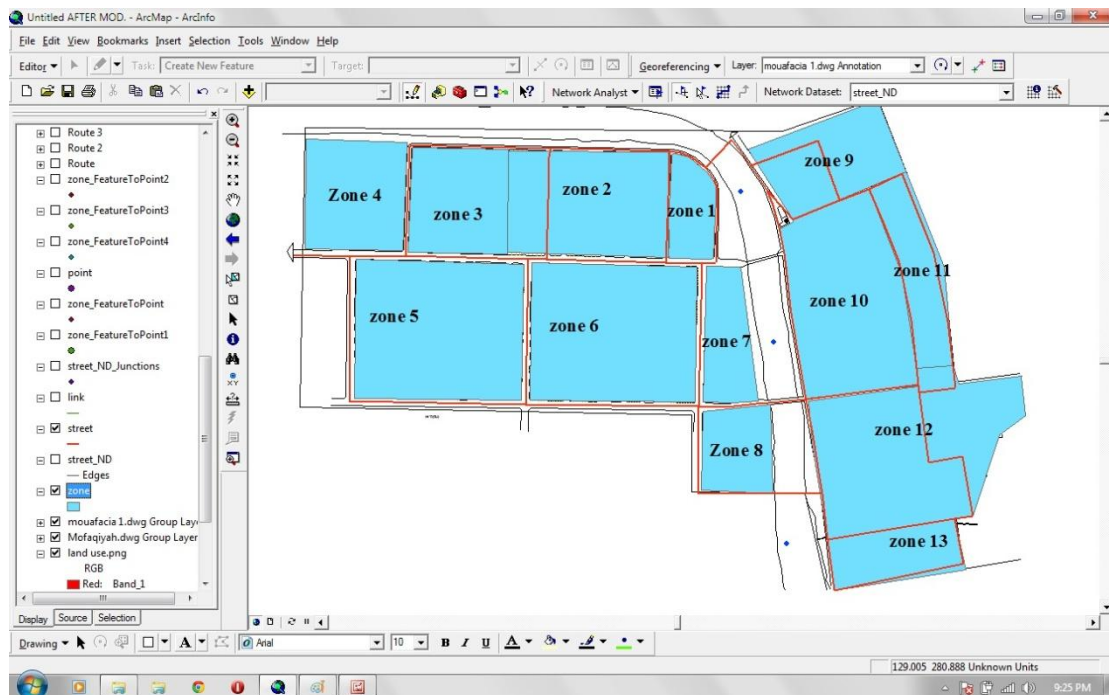 Untitled AFTER MOD. - ArcMap - ArcInfo
File Edit View Bookmarks Insert Selection Tools Window Help
Editor Task: Create New Feature Target: Georeferencing Layer: mouafacia 1.dwg Annotation
Network Analyst Network Dataset: street_ND
Route 3
Route 2
Route
zone_FeatureToPoint2
zone_FeatureToPoint3
zone_FeatureToPoint4
point
zone_FeatureToPoint
zone_FeatureToPoint1
street_ND_Junctions
link
street
street_ND
Edges
zone
mouafacia 1.dwg Group Laye
Mofaqiyah.dwg Group Layer
land use.png
RGB
Red: Band_1
Display Source Selection
zone 9
Zone 4
zone 3
zone 2
zone 1
zone 11
zone 10
zone 5
zone 6
zone 7
zone 12
Zone 8
zone 13
Drawing A Arial 10 B I U A
129.005 280.888 Unknown Units
9:25 PM